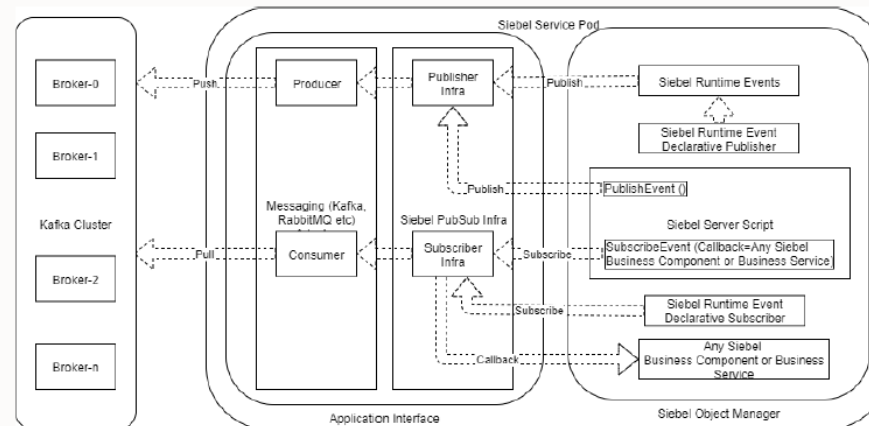 Siebel Service Pod
Broker-0
Broker-1
Kafka Cluster
Broker-2
Broker-n
Push
Pull
Producer
Messaging (Kafka,
RabbitMQ etc)
Consumer
Publisher
Infra
Siebel PubSub Infra
Subscriber
Infra
Application Interface
Publish
Publish
Subscribe
Subscribe
Callback
Siebel Runtime Events
Siebel Runtime Event
Declarative Publisher
PublishEvent ()
Siebel Server Script
SubscribeEvent (Callback=Any Siebel
Business Component or Business Service)
Siebel Runtime Event
Declarative Subscriber
Any Siebel
Business Component or Business
Service
Siebel Object Manager